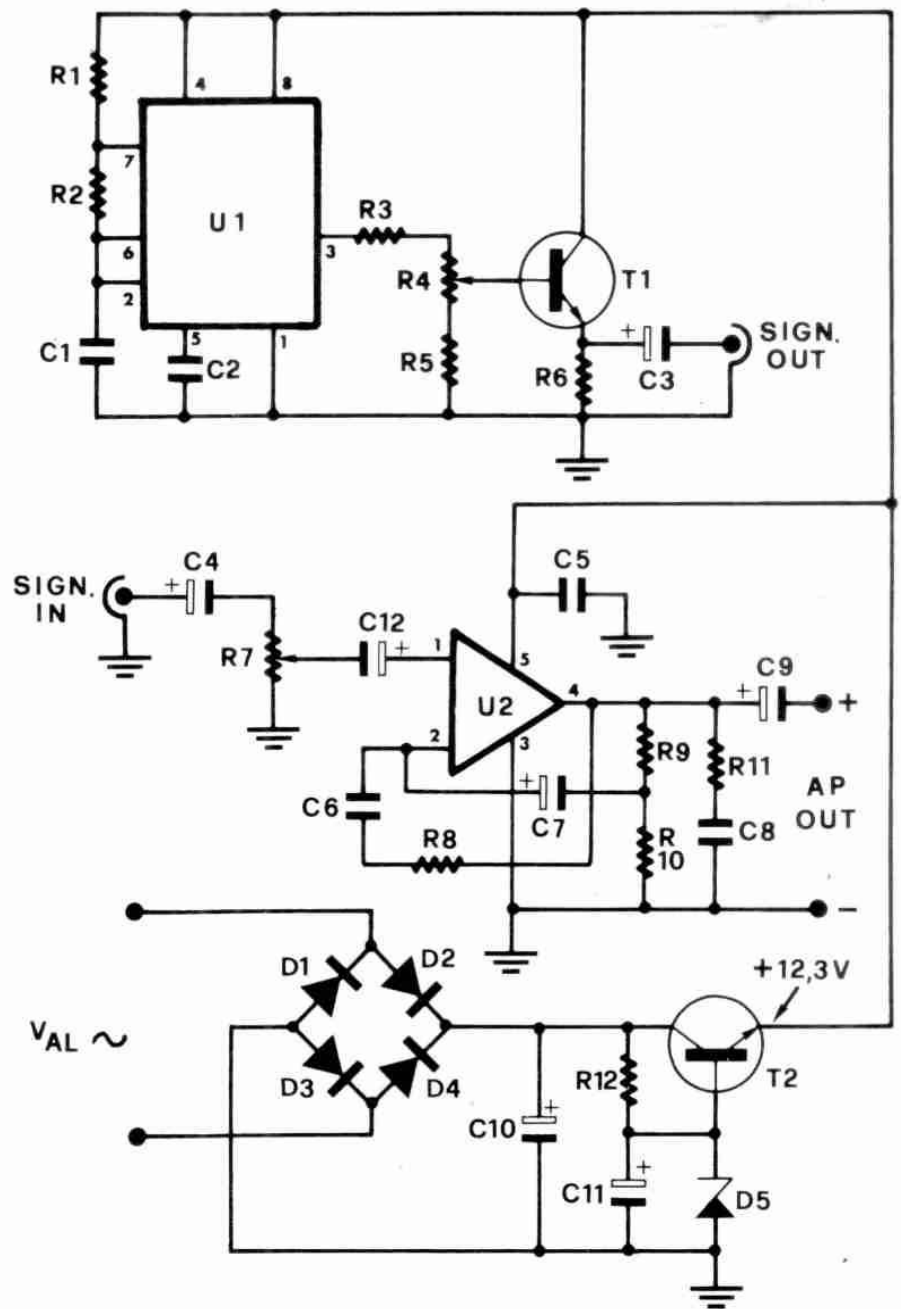 R1
4
8
7
R2
U1
R3
6
3
R4
T1
2
5
1
C1
C2
R5
R6
+
C3
SIGN.
OUT
SIGN.
IN
+
C4
C5
R7
C12
+
1
5
U2
4
+
C9
+
2
3
R9
R11
C6
+
C7
AP
OUT
R8
R
10
C8
-
D1
D2
+12,3V
VAL ~
D3
D4
R12
T2
C10
+
C11
+
D5